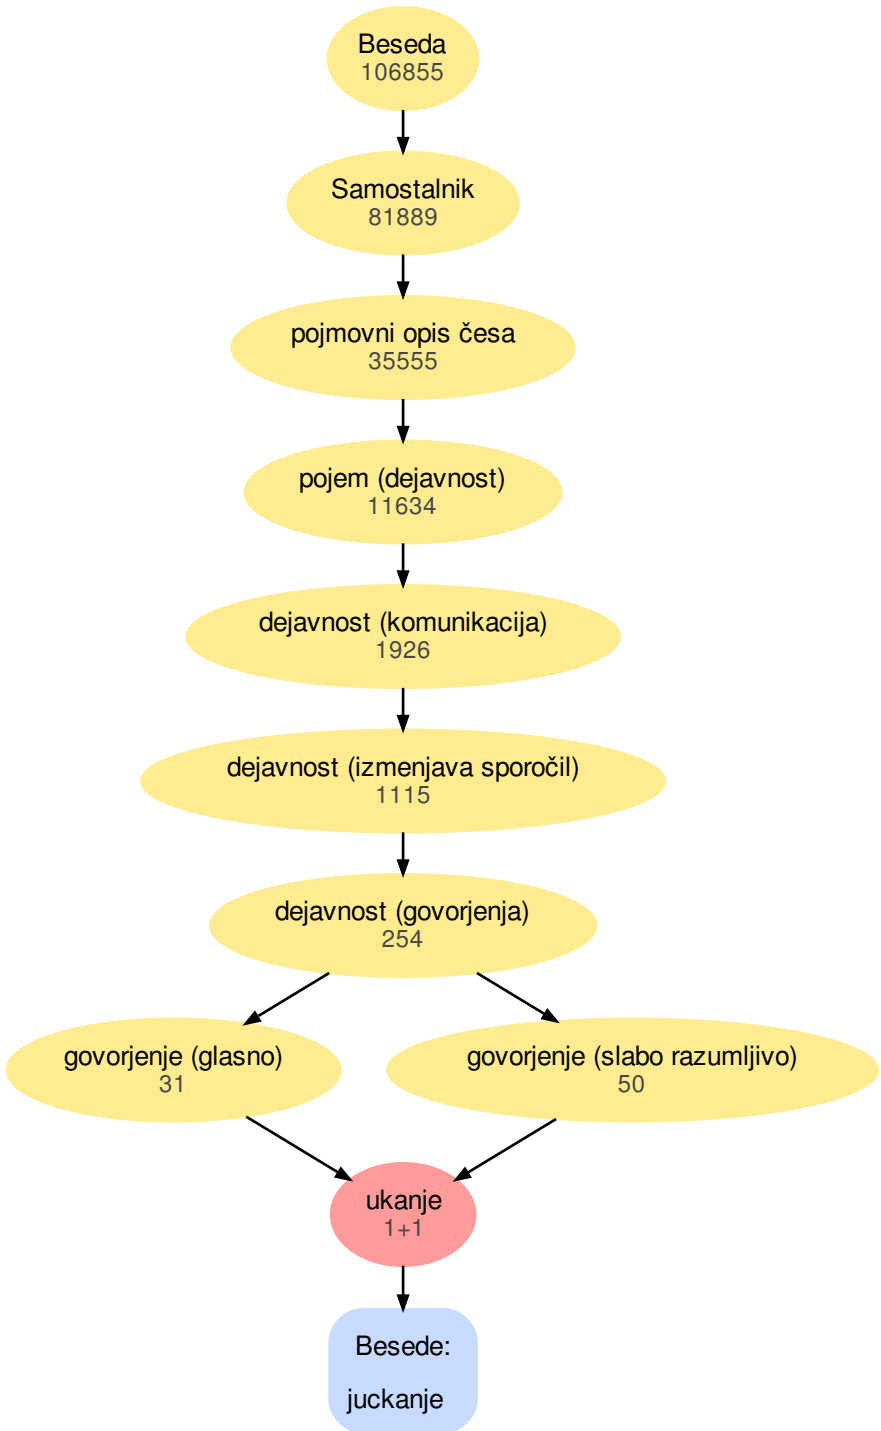 Beseda
106855
Samostalnik
81889
pojmovni opis česa
35555
pojem (dejavnost)
11634
dejavnost (komunikacija)
1926
dejavnost (izmenjava sporočil)
1115
dejavnost (govorjenja)
254
govorjenje (glasno)
31
govorjenje (slabo razumljivo)
50
ukanje
1+1
Besede:
juckanje